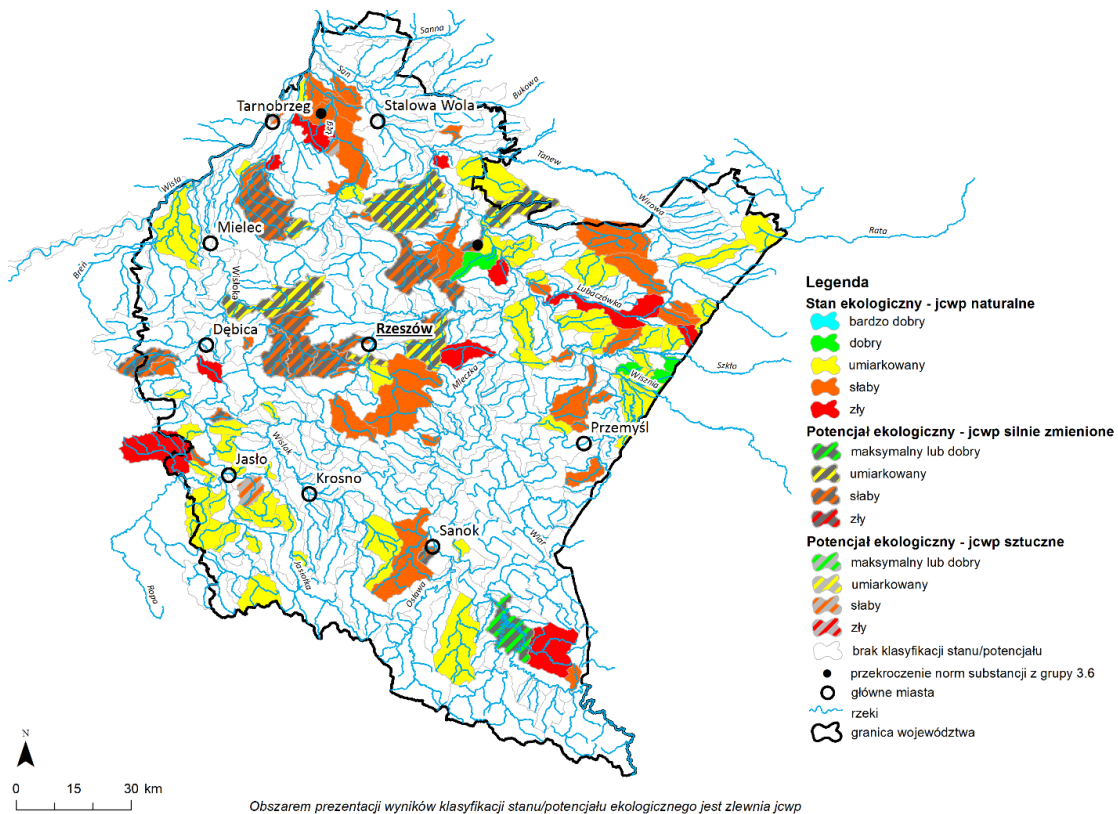 Sanna
San
Bukowa
Tarnobrzeg
Stalowa Wola
Łęg
Tanew
Wisła
Wirowa
Rata
Mielec
Breń
Wisłoka
Lubaczówka
Dębica
Rzeszów
Szkło
Mleczka
Wisznia
Przemyśl
Wisłok
Jasło
Krosno
Sanok
Wiar
Jasiołka
Osława
Ropa
Legenda
Stan ekologiczny - jcwp naturalne
bardzo dobry
dobry
umiarkowany
słaby
zły
Potencjał ekologiczny - jcwp silnie zmienione
maksymalny lub dobry
umiarkowany
słaby
zły
Potencjał ekologiczny - jcwp sztuczne
maksymalny lub dobry
umiarkowany
słaby
zły
brak klasyfikacji stanu/potencjału
przekroczenie norm substancji z grupy 3.6
główne miasta
rzeki
granica województwa
N
0 15 30 km
Obszarem prezentacji wyników klasyfikacji stanu/potencjału ekologicznego jest zlewnia jcwp